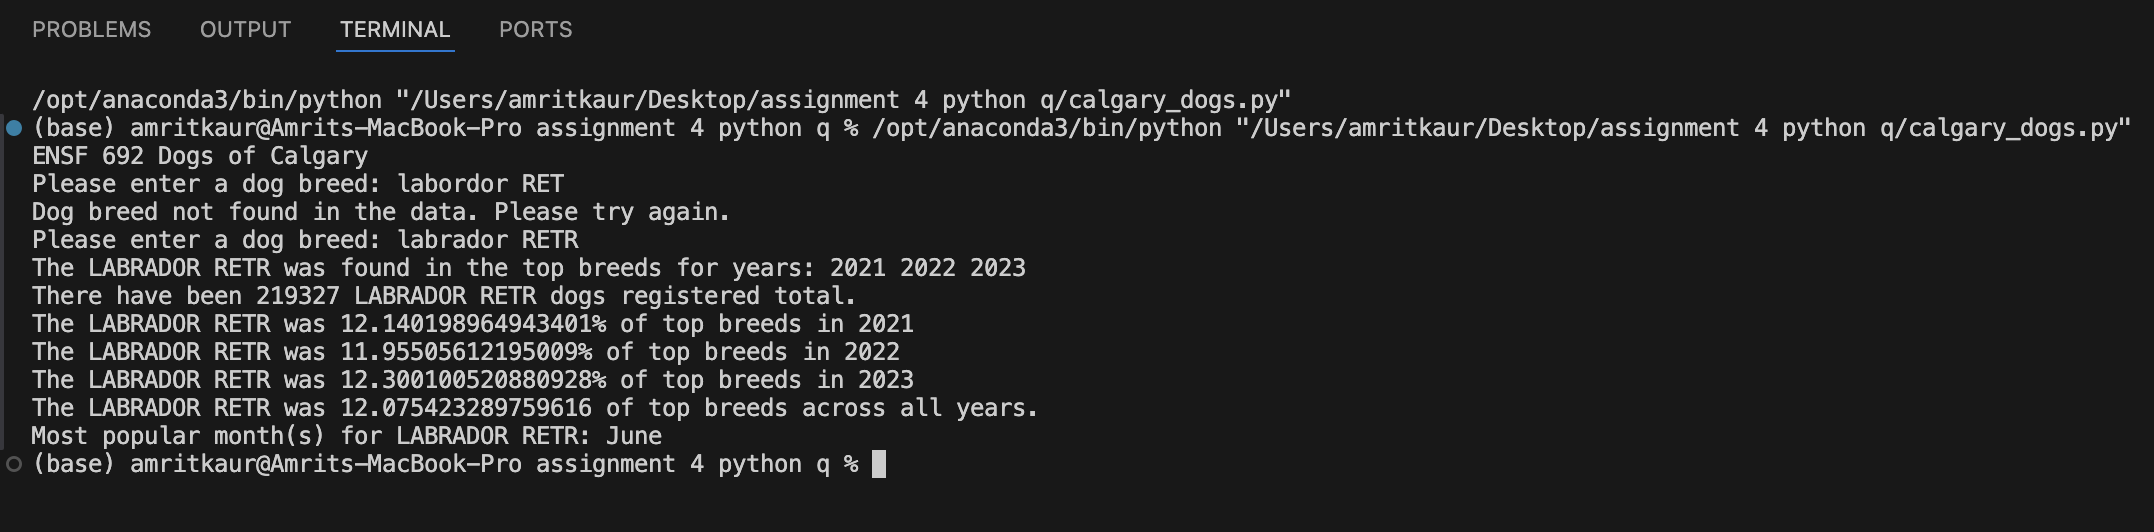 PROBLEMS OUTPUT TERMINAL PORTS
/opt/anaconda3/bin/python "/Users/amritkaur/Desktop/assignment 4 python q/calgary_dogs.py"
(base) amritkaur@Amrits-MacBook-Pro assignment 4 python q % /opt/anaconda3/bin/python "/Users/amritkaur/Desktop/assignment 4 python q/calgary_dogs.py"
ENSF 692 Dogs of Calgary
Please enter a dog breed: labordor RET
Dog breed not found in the data. Please try again.
Please enter a dog breed: labrador RETR
The LABRADOR RETR was found in the top breeds for years: 2021 2022 2023
There have been 219327 LABRADOR RETR dogs registered total.
The LABRADOR RETR was 12.140198964943401% of top breeds in 2021
The LABRADOR RETR was 11.95505612195009% of top breeds in 2022
The LABRADOR RETR was 12.300100520880928% of top breeds in 2023
The LABRADOR RETR was 12.075423289759616 of top breeds across all years.
Most popular month(s) for LABRADOR RETR: June
(base) amritkaur@Amrits-MacBook-Pro assignment 4 python q %